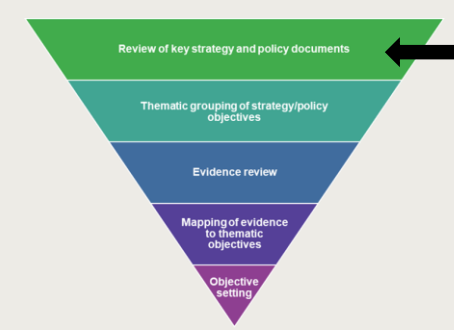 Review of key strategy and policy documents
Thematic grouping of strategy/policy
objectives
Evidence review
Mapping of evidence
to thematic
objectives
Objective
setting